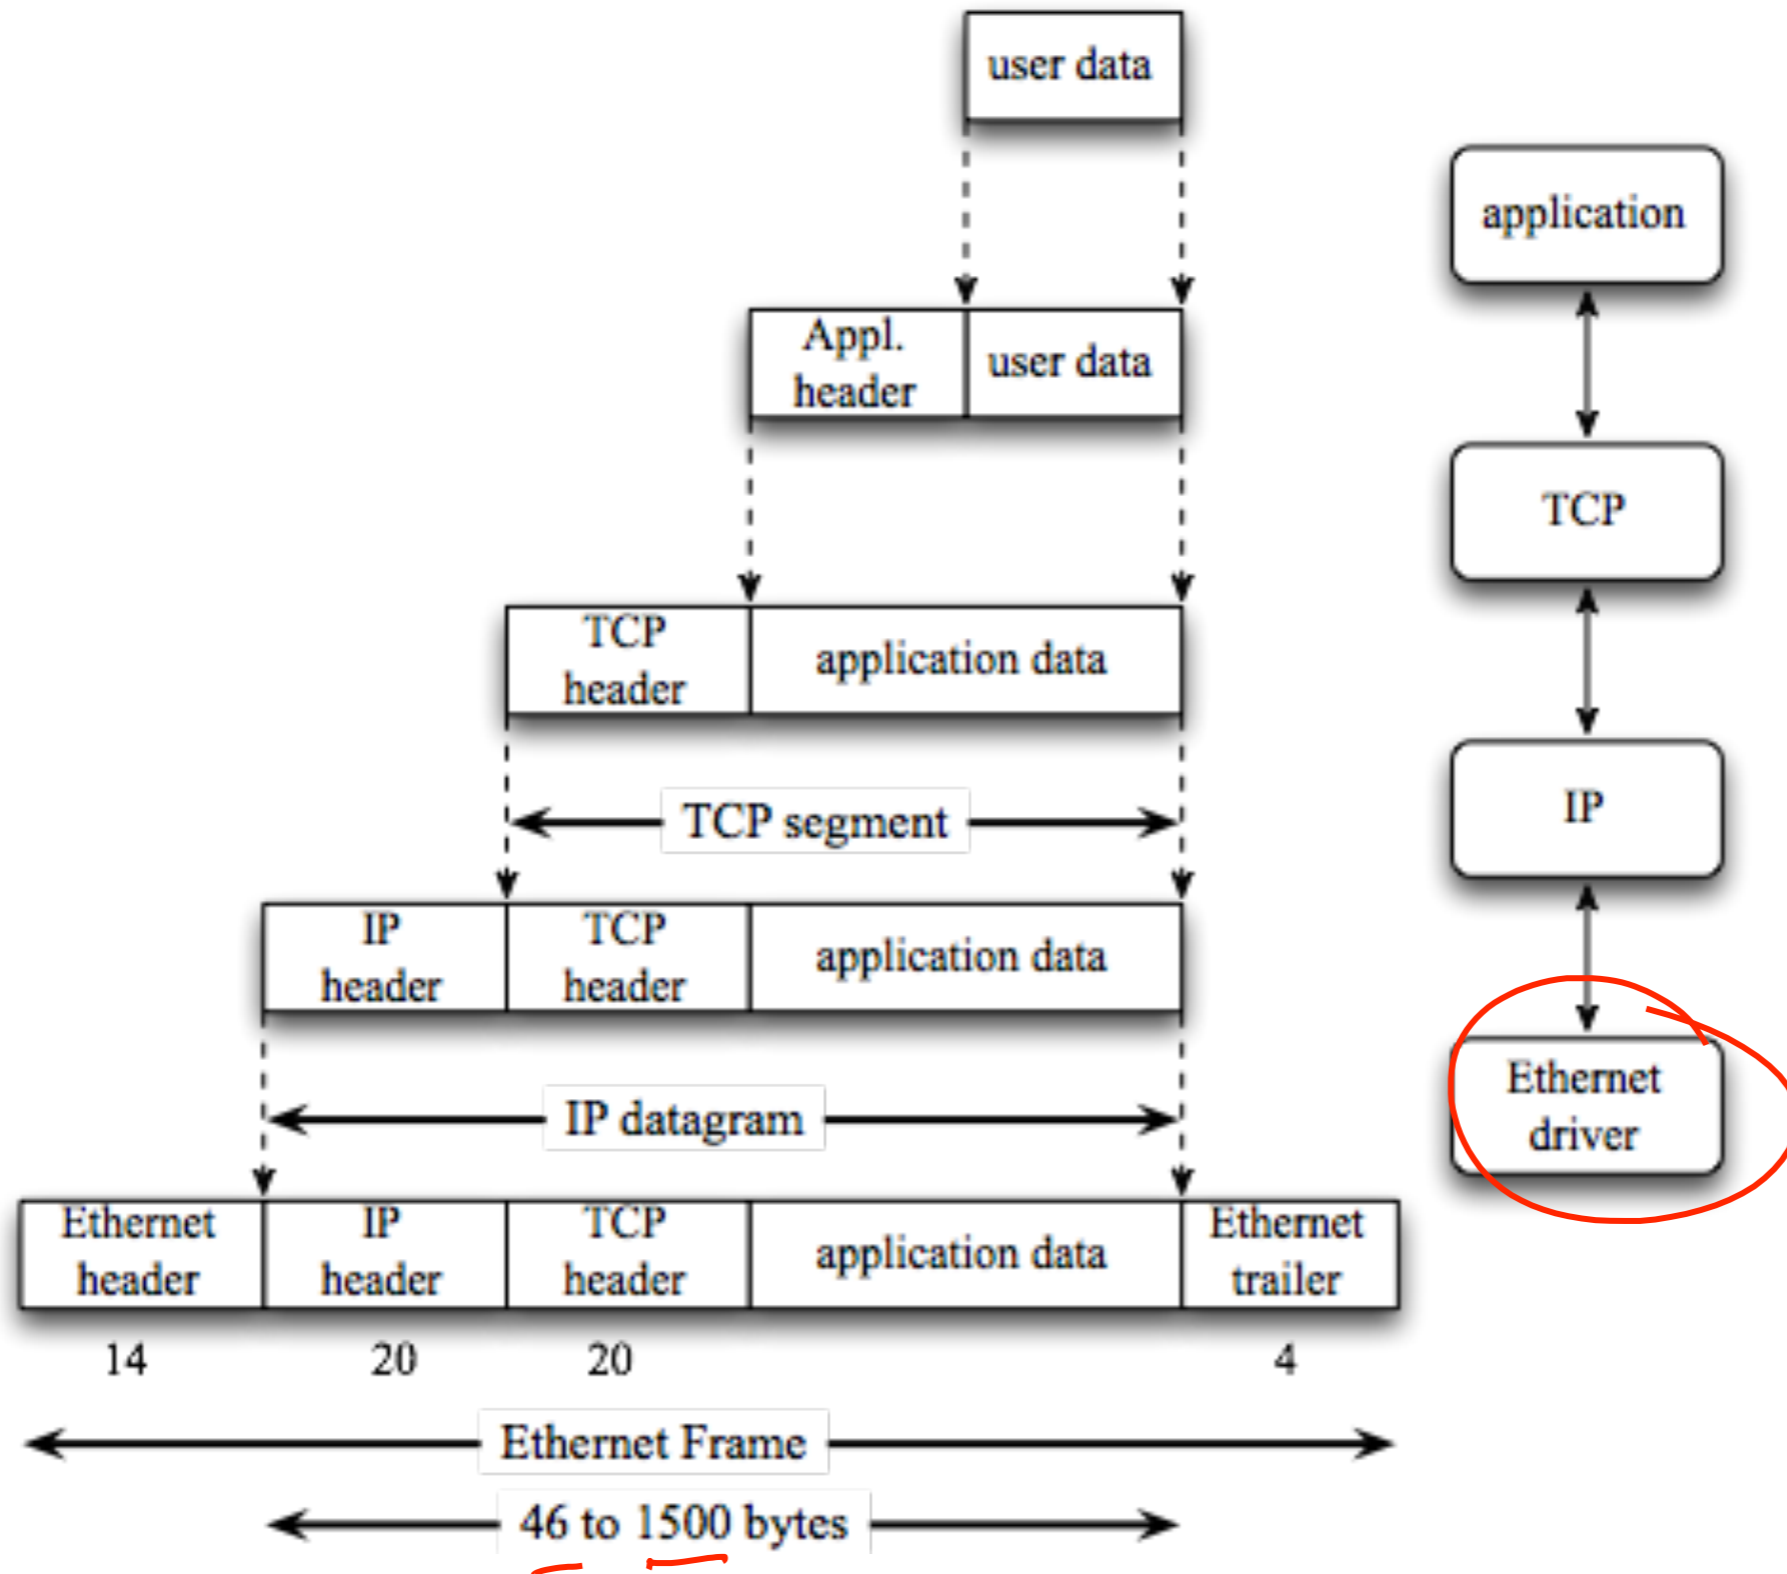 user data
application
Appl.
header
user data
TCP
TCP
header
application data
TCP segment
IP
IP
header
TCP
header
application data
IP datagram
Ethernet
driver
Ethernet
header
IP
header
TCP
header
application data
Ethernet
trailer
14
20
20
4
Ethernet Frame
46 to 1500 bytes